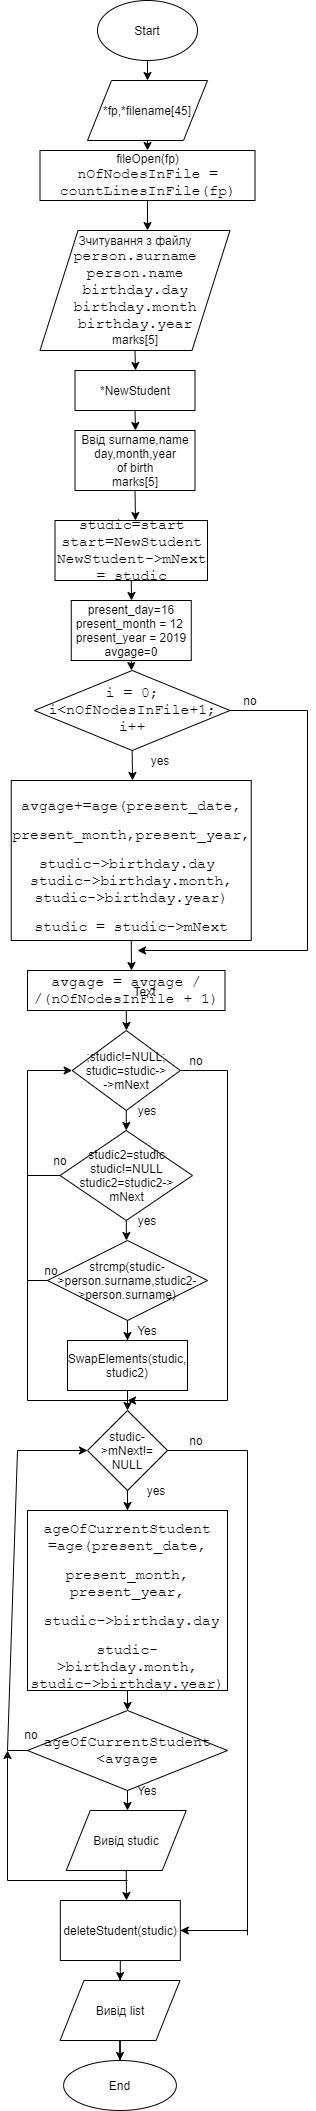 Start
*fp,*filename[45]
fileOpen(fp)
nOfNodesInFile =
countLinesInFile(fp)
Зчитування з файлу
person.surname
person.name
birthday.day
birthday.month
birthday.year
marks[5]
*NewStudent
Ввід surname,name
day,month,year
of birth
marks[5]
studic=start
start=NewStudent
NewStudent->mNext
= studic
present_day=16
present_month = 12
present_year = 2019
avgage=0
i = 0;
i<nOfNodesInFile+1;
i++
no
yes
avgage+=age(present_date,
present_month,present_year,
studic->birthday.day
studic->birthday.month,
studic->birthday.year)
studic = studic->mNext
avgage = avgage /
Text
/(nOfNodesInFile + 1)
;studic!=NULL;
studic=studic->
->mNext
no
yes
studic2=studic
studic!=NULL
studic2=studic2->
mNext
no
yes
strcmp(studic-
>person.surname,studic2-
>person.surname)
no
Yes
SwapElements(studic,
studic2)
studic-
>mNext!=
NULL
no
yes
ageOfCurrentStudent
=age(present_date,
present_month,
present_year,
studic->birthday.day
studic-
>birthday.month,
studic->birthday.year)
no
ageOfCurrentStudent
<avgage
Yes
Вивід studic
deleteStudent(studic)
Вивід list
End